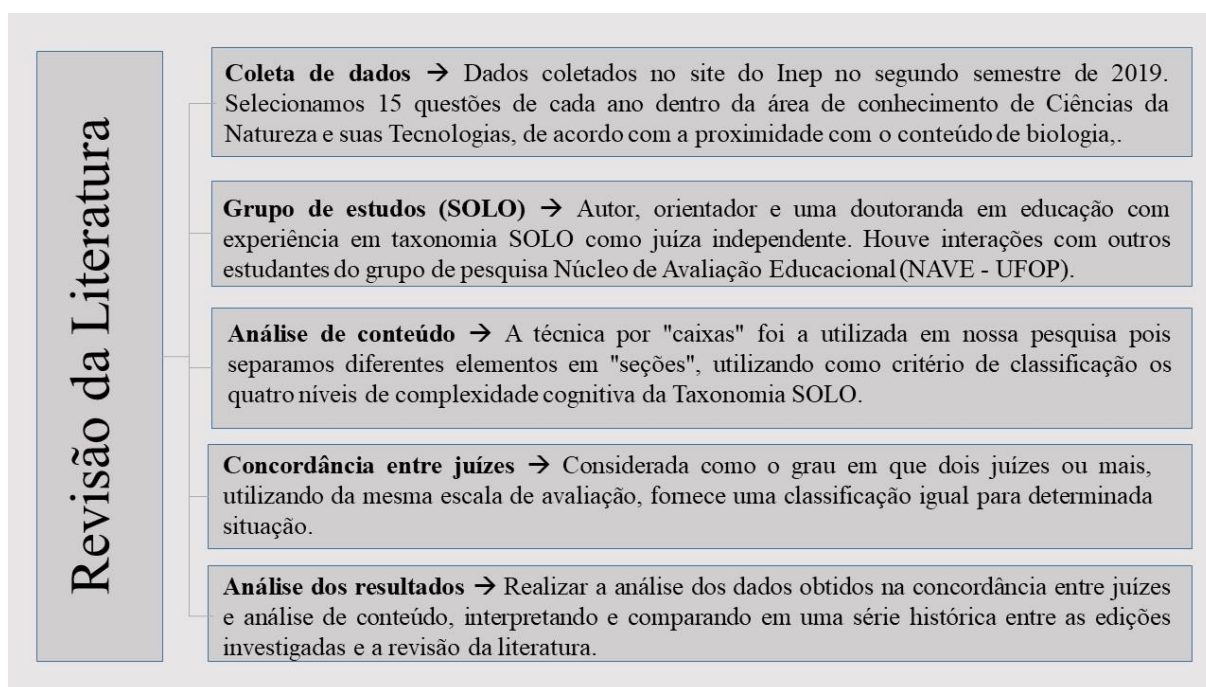 Revisão da Literatura
Coleta de dados → Dados coletados no site do Inep no segundo semestre de 2019.
Selecionamos 15 questões de cada ano dentro da área de conhecimento de Ciências da
Natureza e suas Tecnologias, de acordo com a proximidade com o conteúdo de biologia,.
Grupo de estudos (SOLO) → Autor, orientador e uma doutoranda em educação com
experiência em taxonomia SOLO como juíza independente. Houve interações com outros
estudantes do grupo de pesquisa Núcleo de Avaliação Educacional (NAVE - UFOP).
Análise de conteúdo → A técnica por "caixas" foi a utilizada em nossa pesquisa pois
separamos diferentes elementos em "seções", utilizando como critério de classificação os
quatro níveis de complexidade cognitiva da Taxonomia SOLO.
Concordância entre juízes → Considerada como o grau em que dois juízes ou mais,
utilizando da mesma escala de avaliação, fornece uma classificação igual para determinada
situação.
Análise dos resultados → Realizar a análise dos dados obtidos na concordância entre juízes
e análise de conteúdo, interpretando e comparando em uma série histórica entre as edições
investigadas e a revisão da literatura.